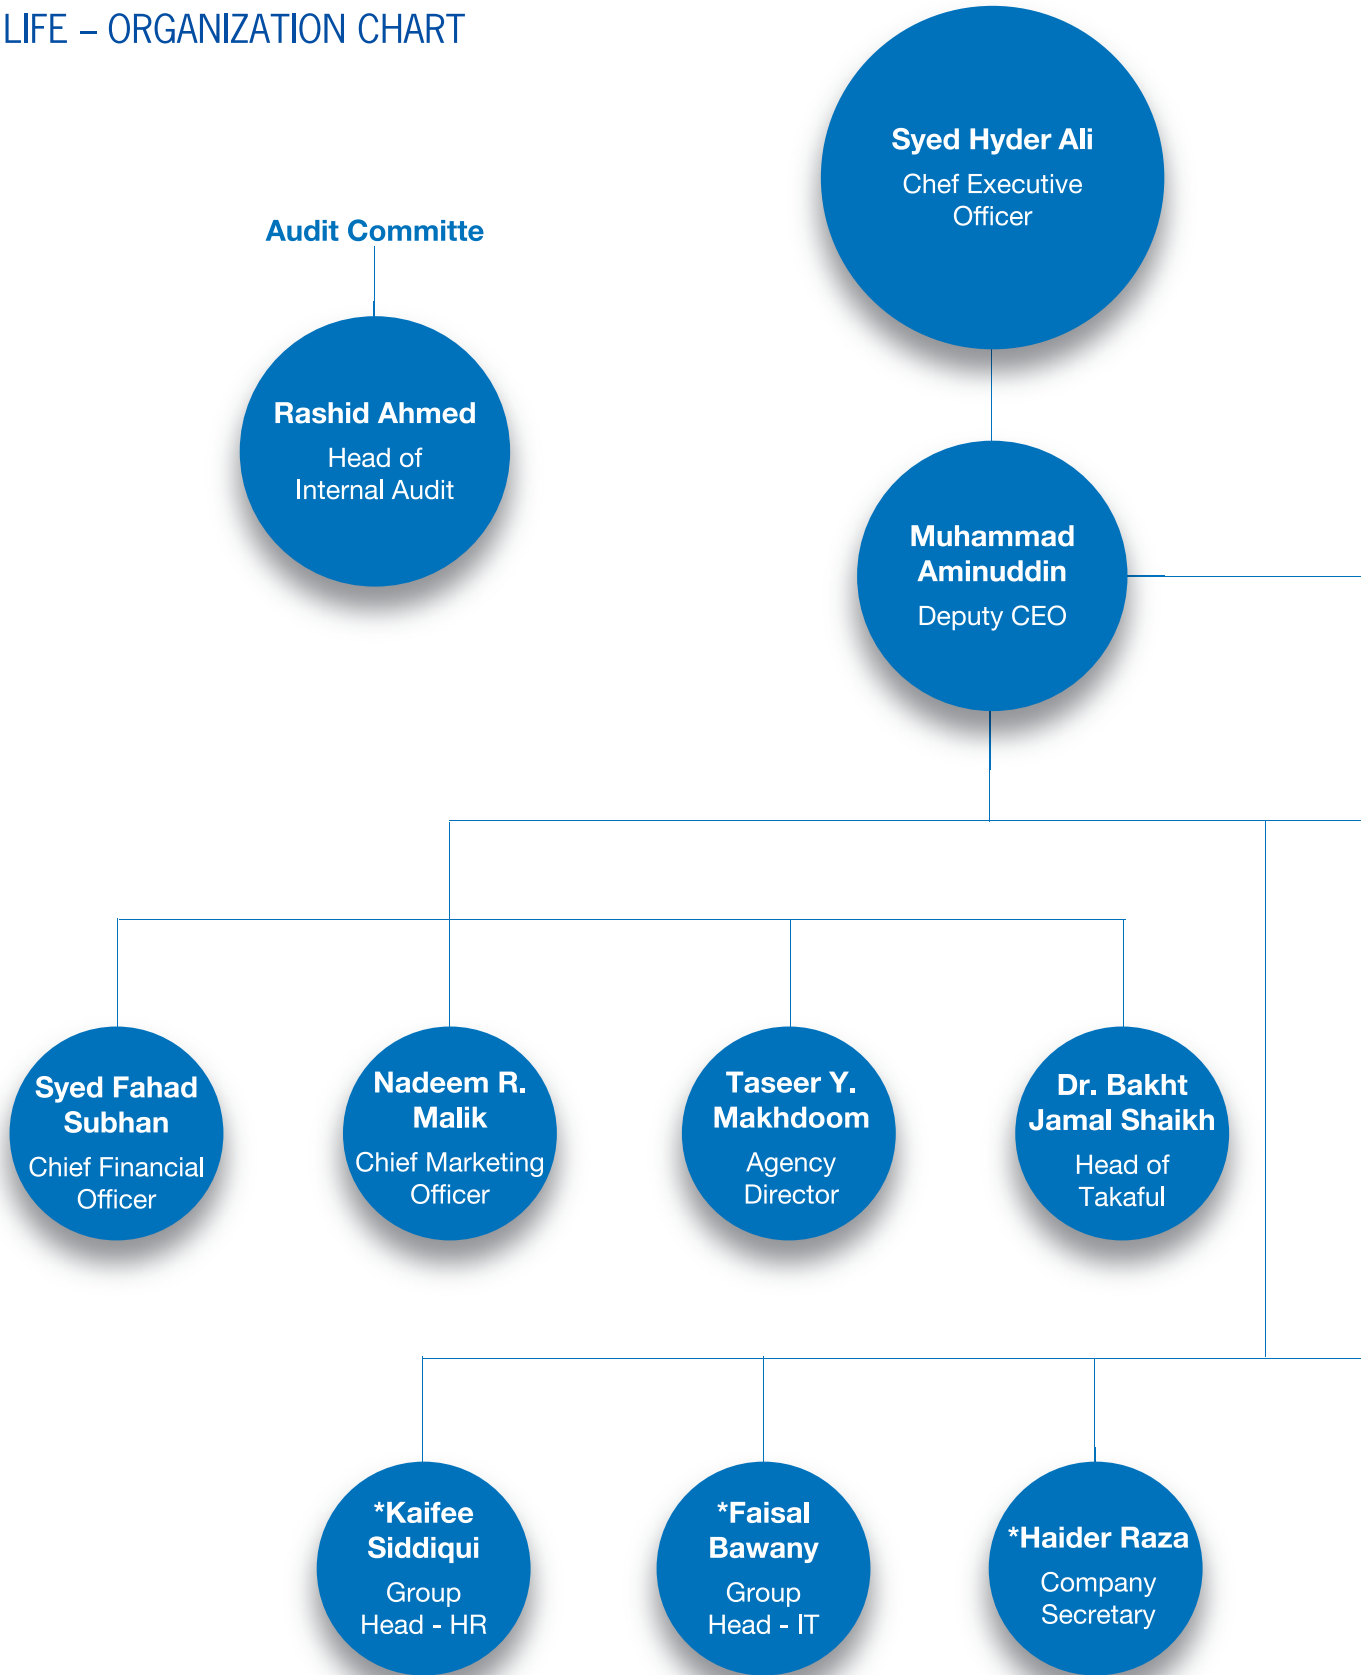 LIFE – ORGANIZATION CHART
Syed Hyder Ali
Chef Executive
Officer
Audit Committe
Rashid Ahmed
Head of
Internal Audit
Muhammad
Aminuddin
Deputy CEO
Syed Fahad
Subhan
Chief Financial
Officer
Nadeem R.
Malik
Chief Marketing
Officer
Taseer Y.
Makhdoom
Agency
Director
Dr. Bakht
Jamal Shaikh
Head of
Takaful
*Kaifee
Siddiqui
Group
Head - HR
*Faisal
Bawany
Group
Head - IT
*Haider Raza
Company
Secretary